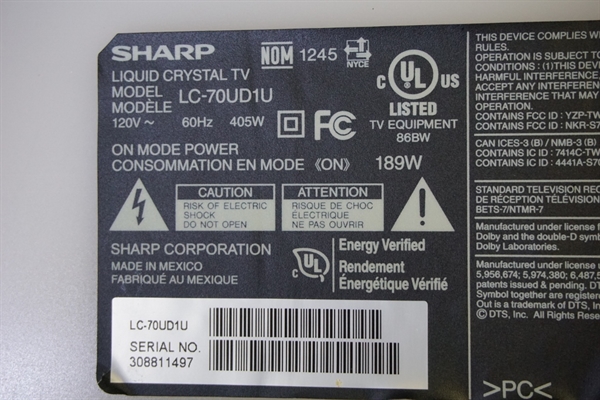 SHARP
NOM 1245 NYCE
LIQUID CRYSTAL TV
MODEL
MODÈLE LC-70UD1U
120V ~ 60Hz 405W
FC
C UL US
LISTED
TV EQUIPMENT
86BW
ON MODE POWER
CONSOMMATION EN MODE 《ON》 189W
CAUTION
RISK OF ELECTRIC
SHOCK
DO NOT OPEN
ATTENTION
RISQUE DE CHOC
ÉLECTRIQUE
NE PAS OUVRIR
SHARP CORPORATION
MADE IN MEXICO
FABRIQUÉ AU MEXIQUE
UL
Energy Verified
Rendement
Énergétique Vérifié
LC-70UD1U
SERIAL NO.
308811497
THIS DEVICE COMPLIES WI
RULES.
OPERATION IS SUBJECT TO
CONDITIONS : (1)THIS DEVI
HARMFUL INTERFERENCE,
ACCEPT ANY INTERFERENC
INTERFERENCE THAT MAY
OPERATION.
CONTAINS FCC ID : YZP-TW
CONTAINS FCC ID : NKR-S7
CAN ICES-3 (B) / NMB-3 (B)
CONTAINS IC ID : 7414C-TW
CONTAINS IC ID : 4441A-S70
STANDARD TELEVISION REC
DE RÉCEPTION TÉLÉVISION
BETS-7/NTMR-7
Manufactured under license f
Dolby and the double-D symb
Dolby Laboratories.
Manufactured under license
5,956,674; 5,974,380; 6,487,5
patents issued & pending. D
Symbol together are registere
Out is a trademark of DTS, In
© DTS, Inc. All Rights Reser
>PC<